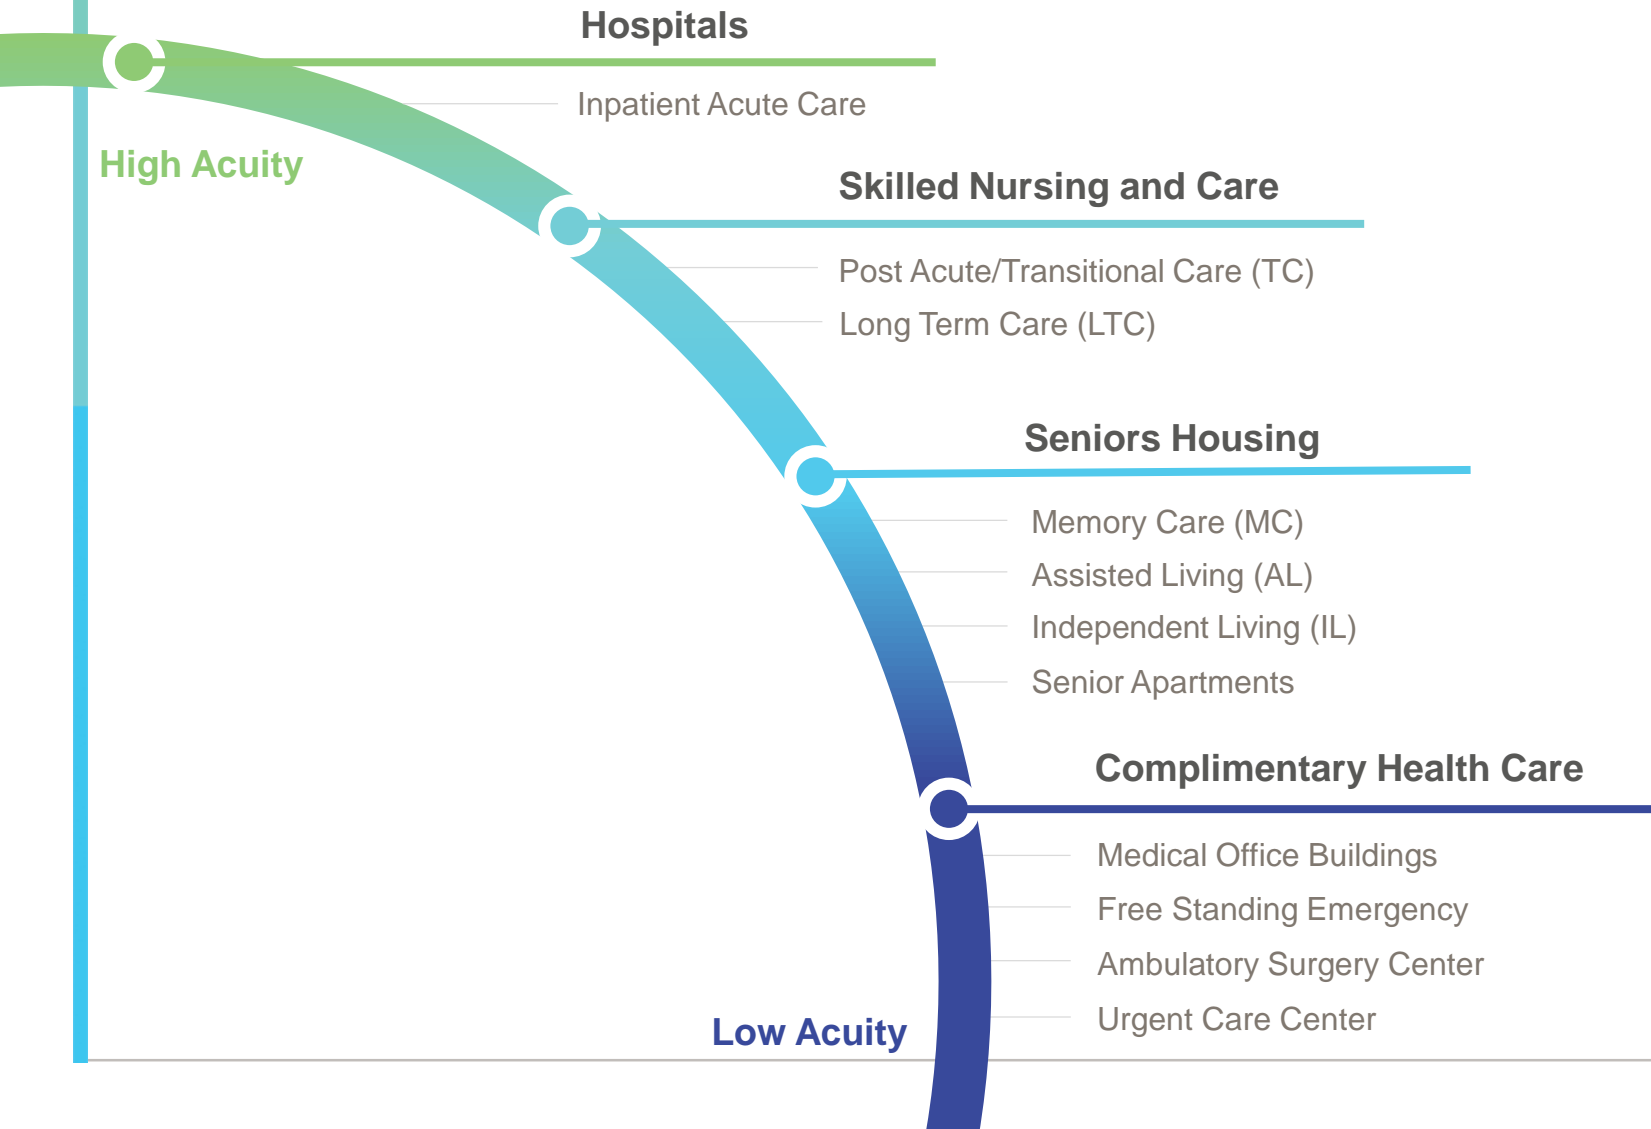 Hospitals
Inpatient Acute Care
High Acuity
Skilled Nursing and Care
Post Acute/Transitional Care (TC)
Long Term Care (LTC)
Seniors Housing
Memory Care (MC)
Assisted Living (AL)
Independent Living (IL)
Senior Apartments
Complimentary Health Care
Medical Office Buildings
Free Standing Emergency
Ambulatory Surgery Center
Urgent Care Center
Low Acuity